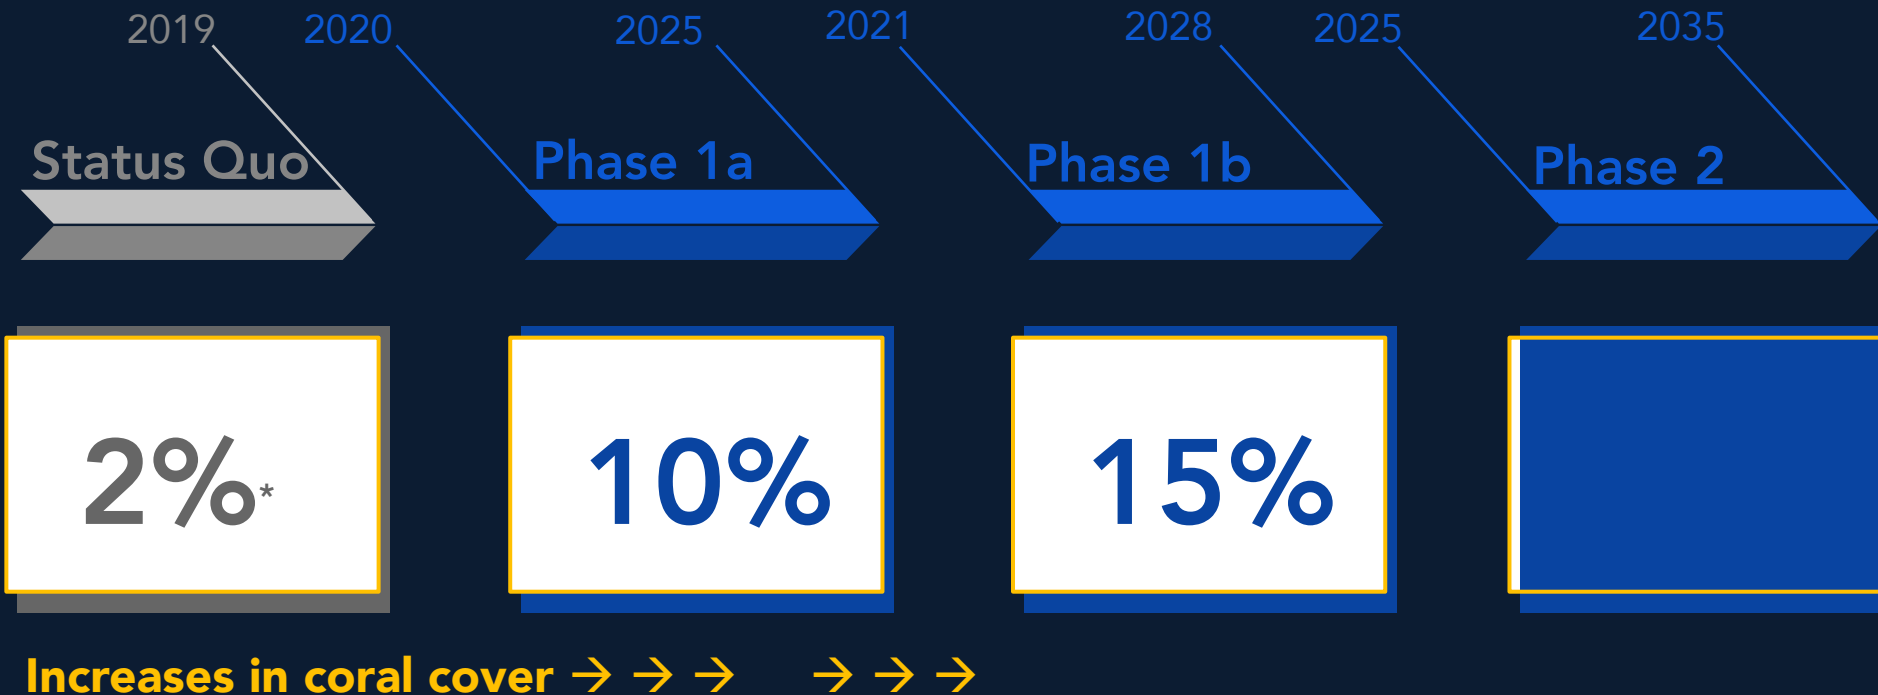 2019 2020 2025 2021 2028 2025 2035
Status Quo Phase 1a Phase 1b Phase 2
2%* 10% 15%
Increases in coral cover → → → → → →